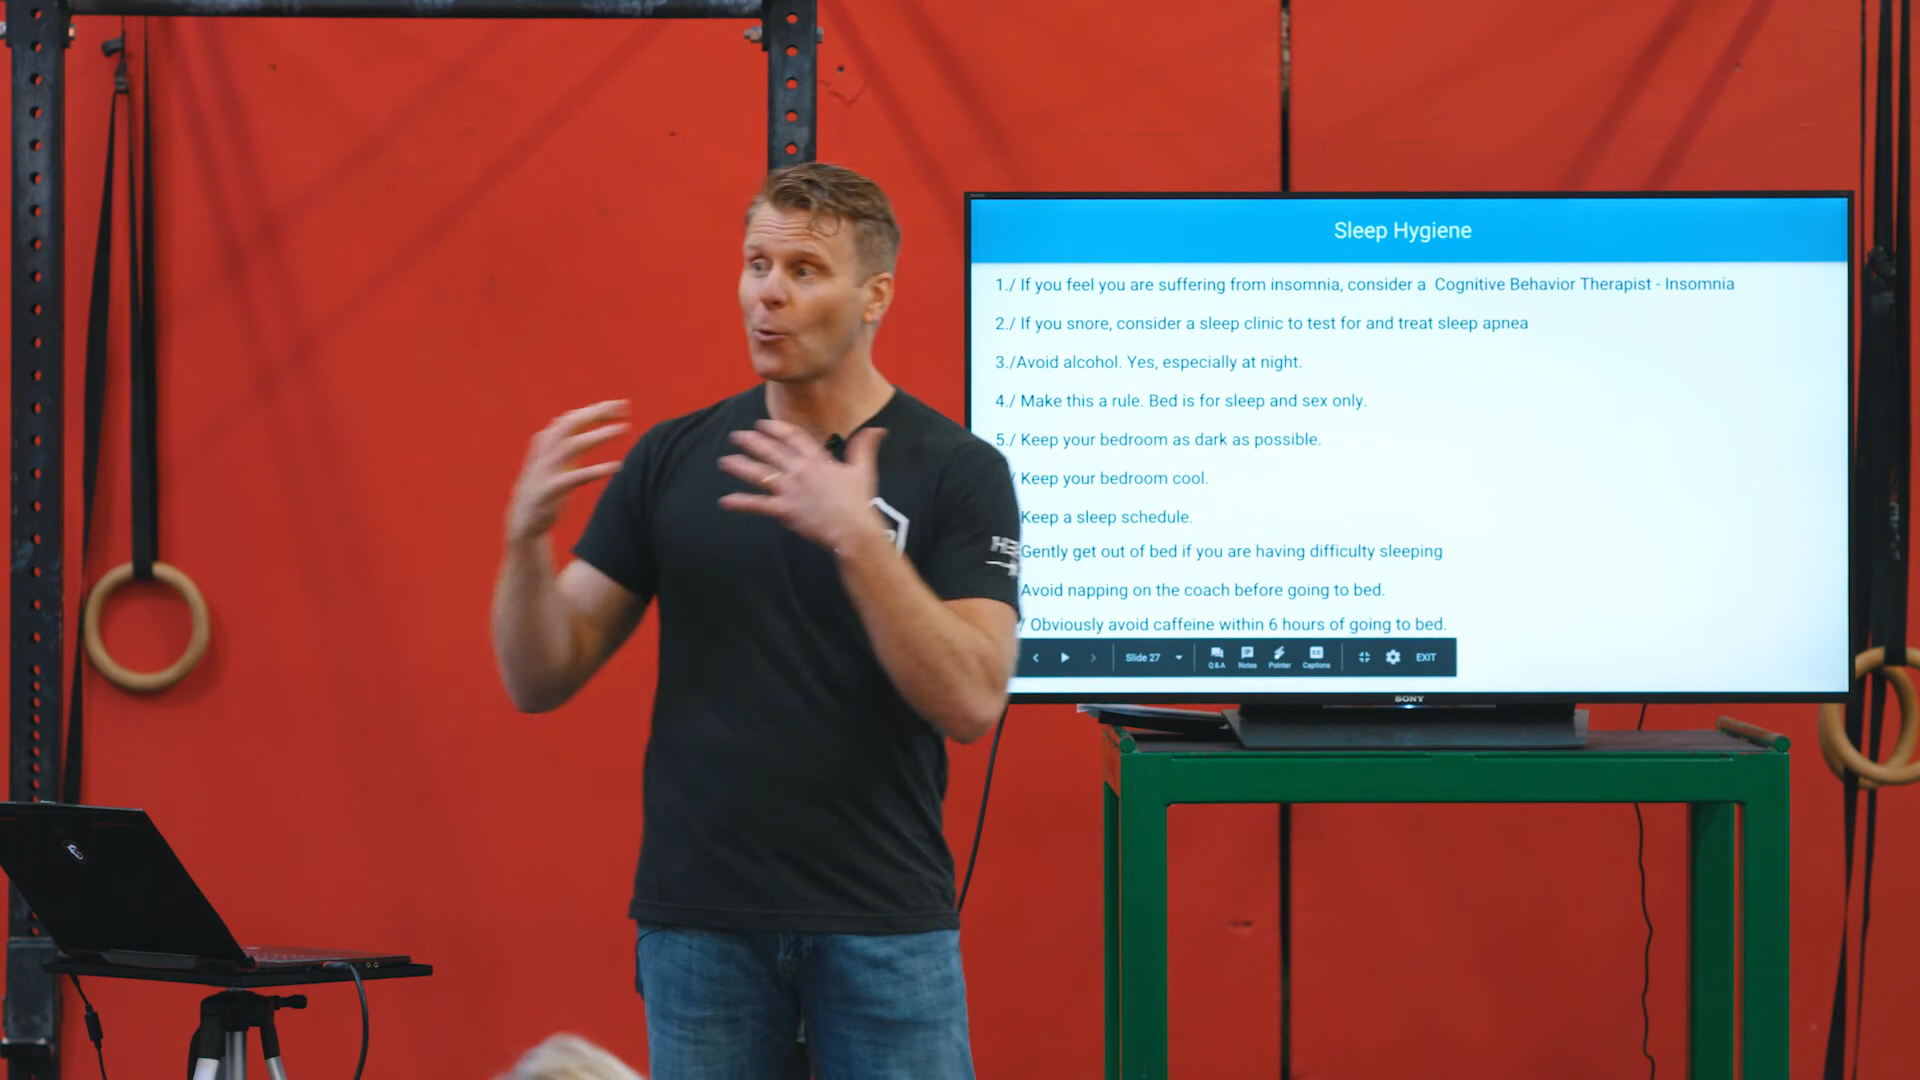 Sleep Hygiene
1./ If you feel you are suffering from insomnia, consider a Cognitive Behavior Therapist - Insomnia
2./ If you snore, consider a sleep clinic to test for and treat sleep apnea
3./Avoid alcohol. Yes, especially at night.
4./ Make this a rule. Bed is for sleep and sex only.
5./ Keep your bedroom as dark as possible.
/ Keep your bedroom cool.
Keep a sleep schedule.
Gently get out of bed if you are having difficulty sleeping
Avoid napping on the coach before going to bed.
/ Obviously avoid caffeine within 6 hours of going to bed.
Slide 27 Q&A Notes Pointer Captions EXIT
SONY